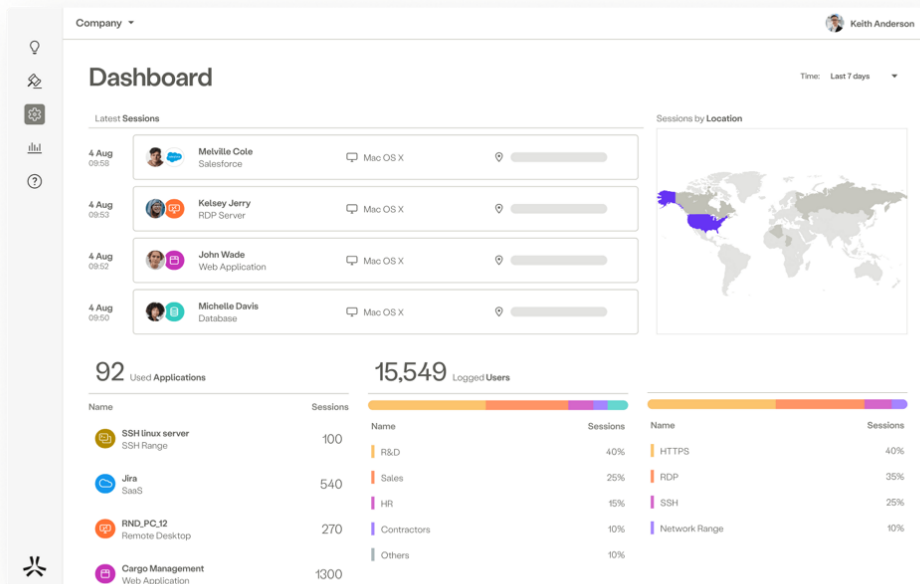 Company
Keith Anderson
Dashboard
Time: Last 7 days
Latest Sessions
Sessions by Location
4 Aug
09:58
Melville Cole
Salesforce
Mac OS X
4 Aug
09:53
Kelsey Jerry
RDP Server
Mac OS X
4 Aug
09:52
John Wade
Web Application
Mac OS X
4 Aug
09:50
Michelle Davis
Database
Mac OS X
92 Used Applications
Name Sessions
SSH linux server
SSH Range
100
Jira
SaaS
540
RND_PC_12
Remote Desktop
270
Cargo Management
Web Application
1300
15,549 Logged Users
Name Sessions
R&D 40%
Sales 25%
HR 15%
Contractors 10%
Others 10%
Name Sessions
HTTPS 40%
RDP 35%
SSH 25%
Network Range 10%